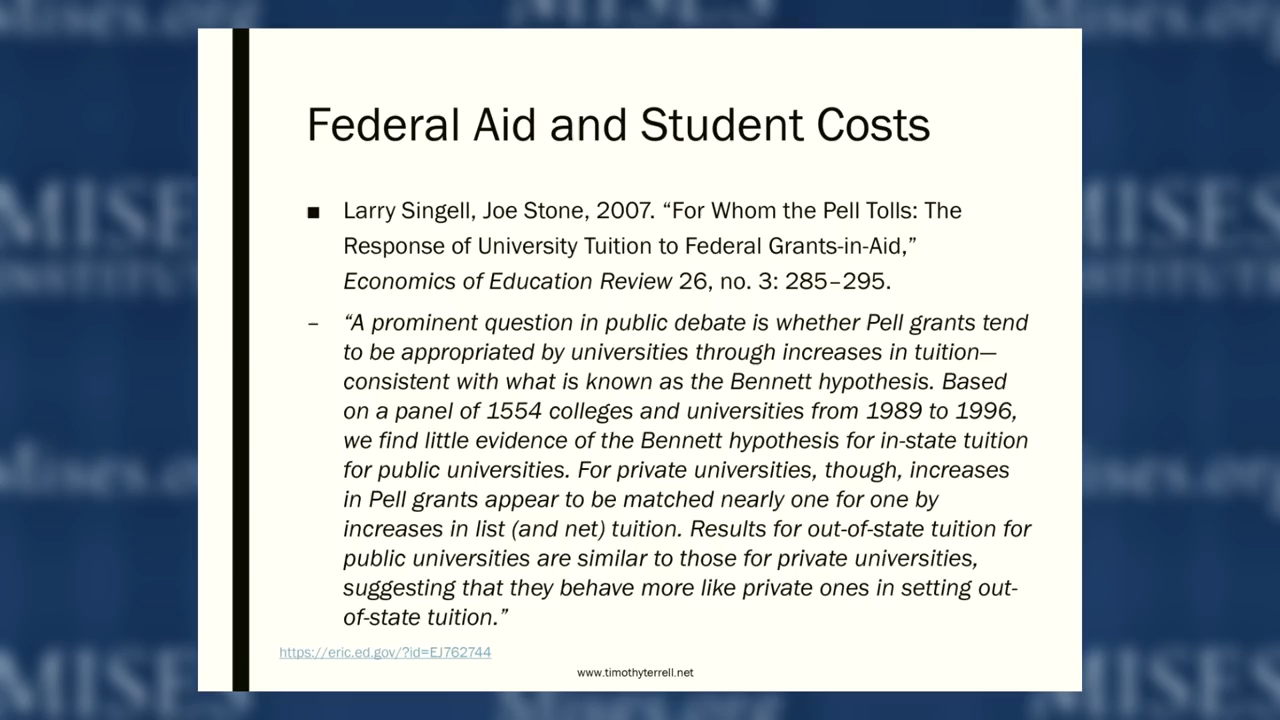 Federal Aid and Student Costs
■ Larry Singell, Joe Stone, 2007. “For Whom the Pell Tolls: The
Response of University Tuition to Federal Grants-in-Aid,”
Economics of Education Review 26, no. 3: 285–295.
– “A prominent question in public debate is whether Pell grants tend
to be appropriated by universities through increases in tuition—
consistent with what is known as the Bennett hypothesis. Based
on a panel of 1554 colleges and universities from 1989 to 1996,
we find little evidence of the Bennett hypothesis for in-state tuition
for public universities. For private universities, though, increases
in Pell grants appear to be matched nearly one for one by
increases in list (and net) tuition. Results for out-of-state tuition for
public universities are similar to those for private universities,
suggesting that they behave more like private ones in setting out-
of-state tuition.”
https://eric.ed.gov/?id=EJ762744
www.timothyterrell.net